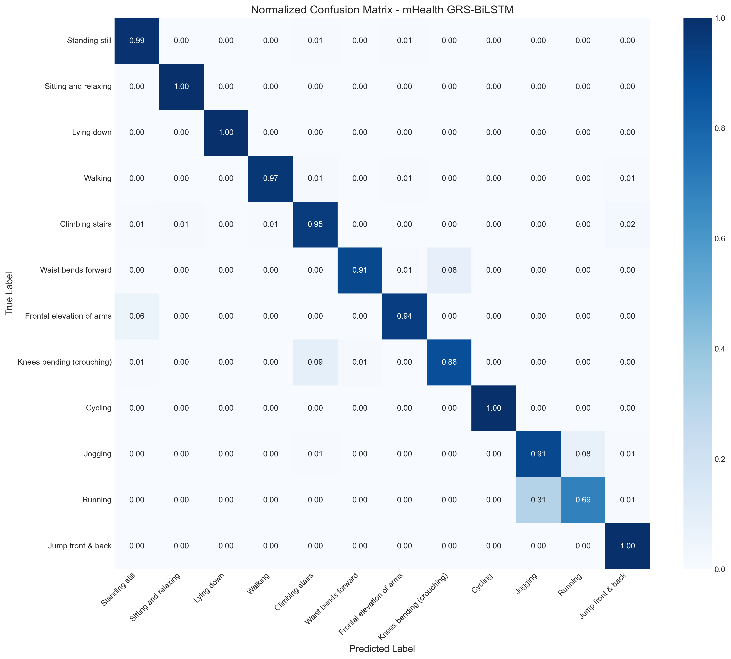 Normalized Confusion Matrix - mHealth GRS-BiLSTM
True Label
Standing still 0.99 0.00 0.00 0.00 0.01 0.00 0.01 0.00 0.00 0.00 0.00 0.00
Sitting and relaxing 0.00 1.00 0.00 0.00 0.00 0.00 0.00 0.00 0.00 0.00 0.00 0.00
Lying down 0.00 0.00 1.00 0.00 0.00 0.00 0.00 0.00 0.00 0.00 0.00 0.00
Walking 0.00 0.00 0.00 0.97 0.01 0.00 0.01 0.00 0.00 0.00 0.00 0.01
Climbing stairs 0.01 0.01 0.00 0.01 0.95 0.00 0.00 0.00 0.00 0.00 0.00 0.02
Waist bends forward 0.00 0.00 0.00 0.00 0.00 0.91 0.01 0.08 0.00 0.00 0.00 0.00
Frontal elevation of arms 0.06 0.00 0.00 0.00 0.00 0.00 0.94 0.00 0.00 0.00 0.00 0.00
Knees bending (crouching) 0.01 0.00 0.00 0.00 0.09 0.01 0.00 0.88 0.00 0.00 0.00 0.00
Cycling 0.00 0.00 0.00 0.00 0.00 0.00 0.00 0.00 1.00 0.00 0.00 0.00
Jogging 0.00 0.00 0.00 0.00 0.01 0.00 0.00 0.00 0.00 0.91 0.08 0.01
Running 0.00 0.00 0.00 0.00 0.00 0.00 0.00 0.00 0.00 0.31 0.69 0.01
Jump front & back 0.00 0.00 0.00 0.00 0.00 0.00 0.00 0.00 0.00 0.00 0.00 1.00
Standing still
Sitting and relaxing
Lying down
Walking
Climbing stairs
Waist bends forward
Frontal elevation of arms
Knees bending (crouching)
Cycling
Jogging
Running
Jump front & back
Predicted Label
1.0
0.8
0.6
0.4
0.2
0.0